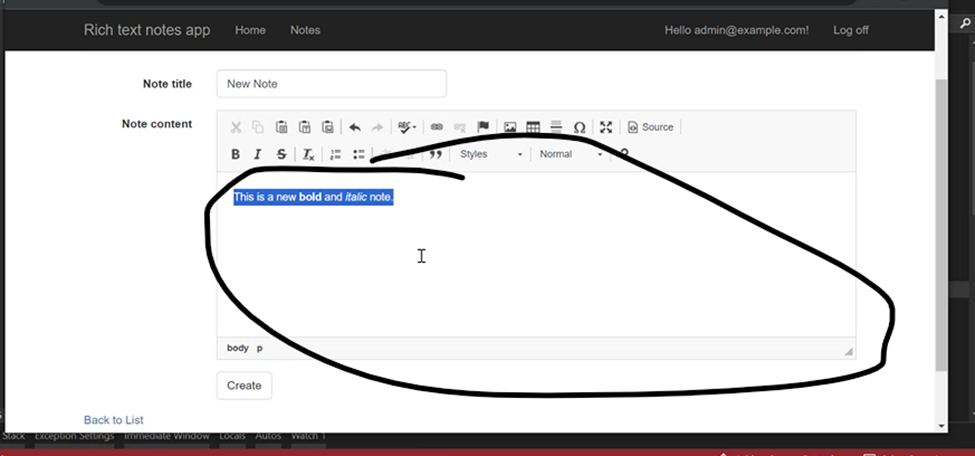 Rich text notes app Home Notes Hello admin@example.com! Log off
Note title New Note
Note content
Source
B I S Ix Styles Normal ?
This is a new bold and italic note.
body p
Create
Back to List
Stack Exception Settings Immediate Window Locals Autos Watch 1